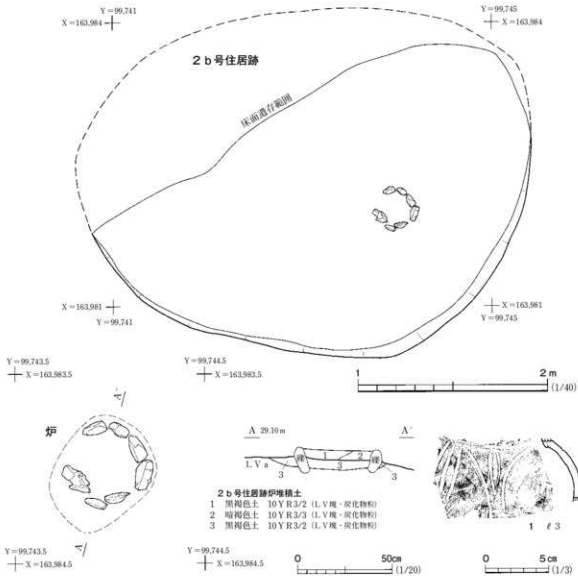 Y=99,741
X=163,984
Y=99,745
X=163,984
2b号住居跡
床面遺存範囲
X=163,981
Y=99,741
X=163,981
Y=99,745
Y=99,743.5
X=163,983.5
Y=99,744.5
X=163,983.5
1 2m
(1/40)
炉
A'
A
A 29.10m A'
礫 1 2 礫
LVa 3 3 3
2b号住居跡炉堆積土
1 黒褐色土 10YR3/2 (LV塊・炭化物粒)
2 暗褐色土 10YR3/3 (LV塊・炭化物粒)
3 黒褐色土 10YR3/2 (LV塊・炭化物粒)
1 ℓ3
Y=99,743.5
X=163,984.5
Y=99,744.5
X=163,984.5
0 50㎝
(1/20)
0 5㎝
(1/3)